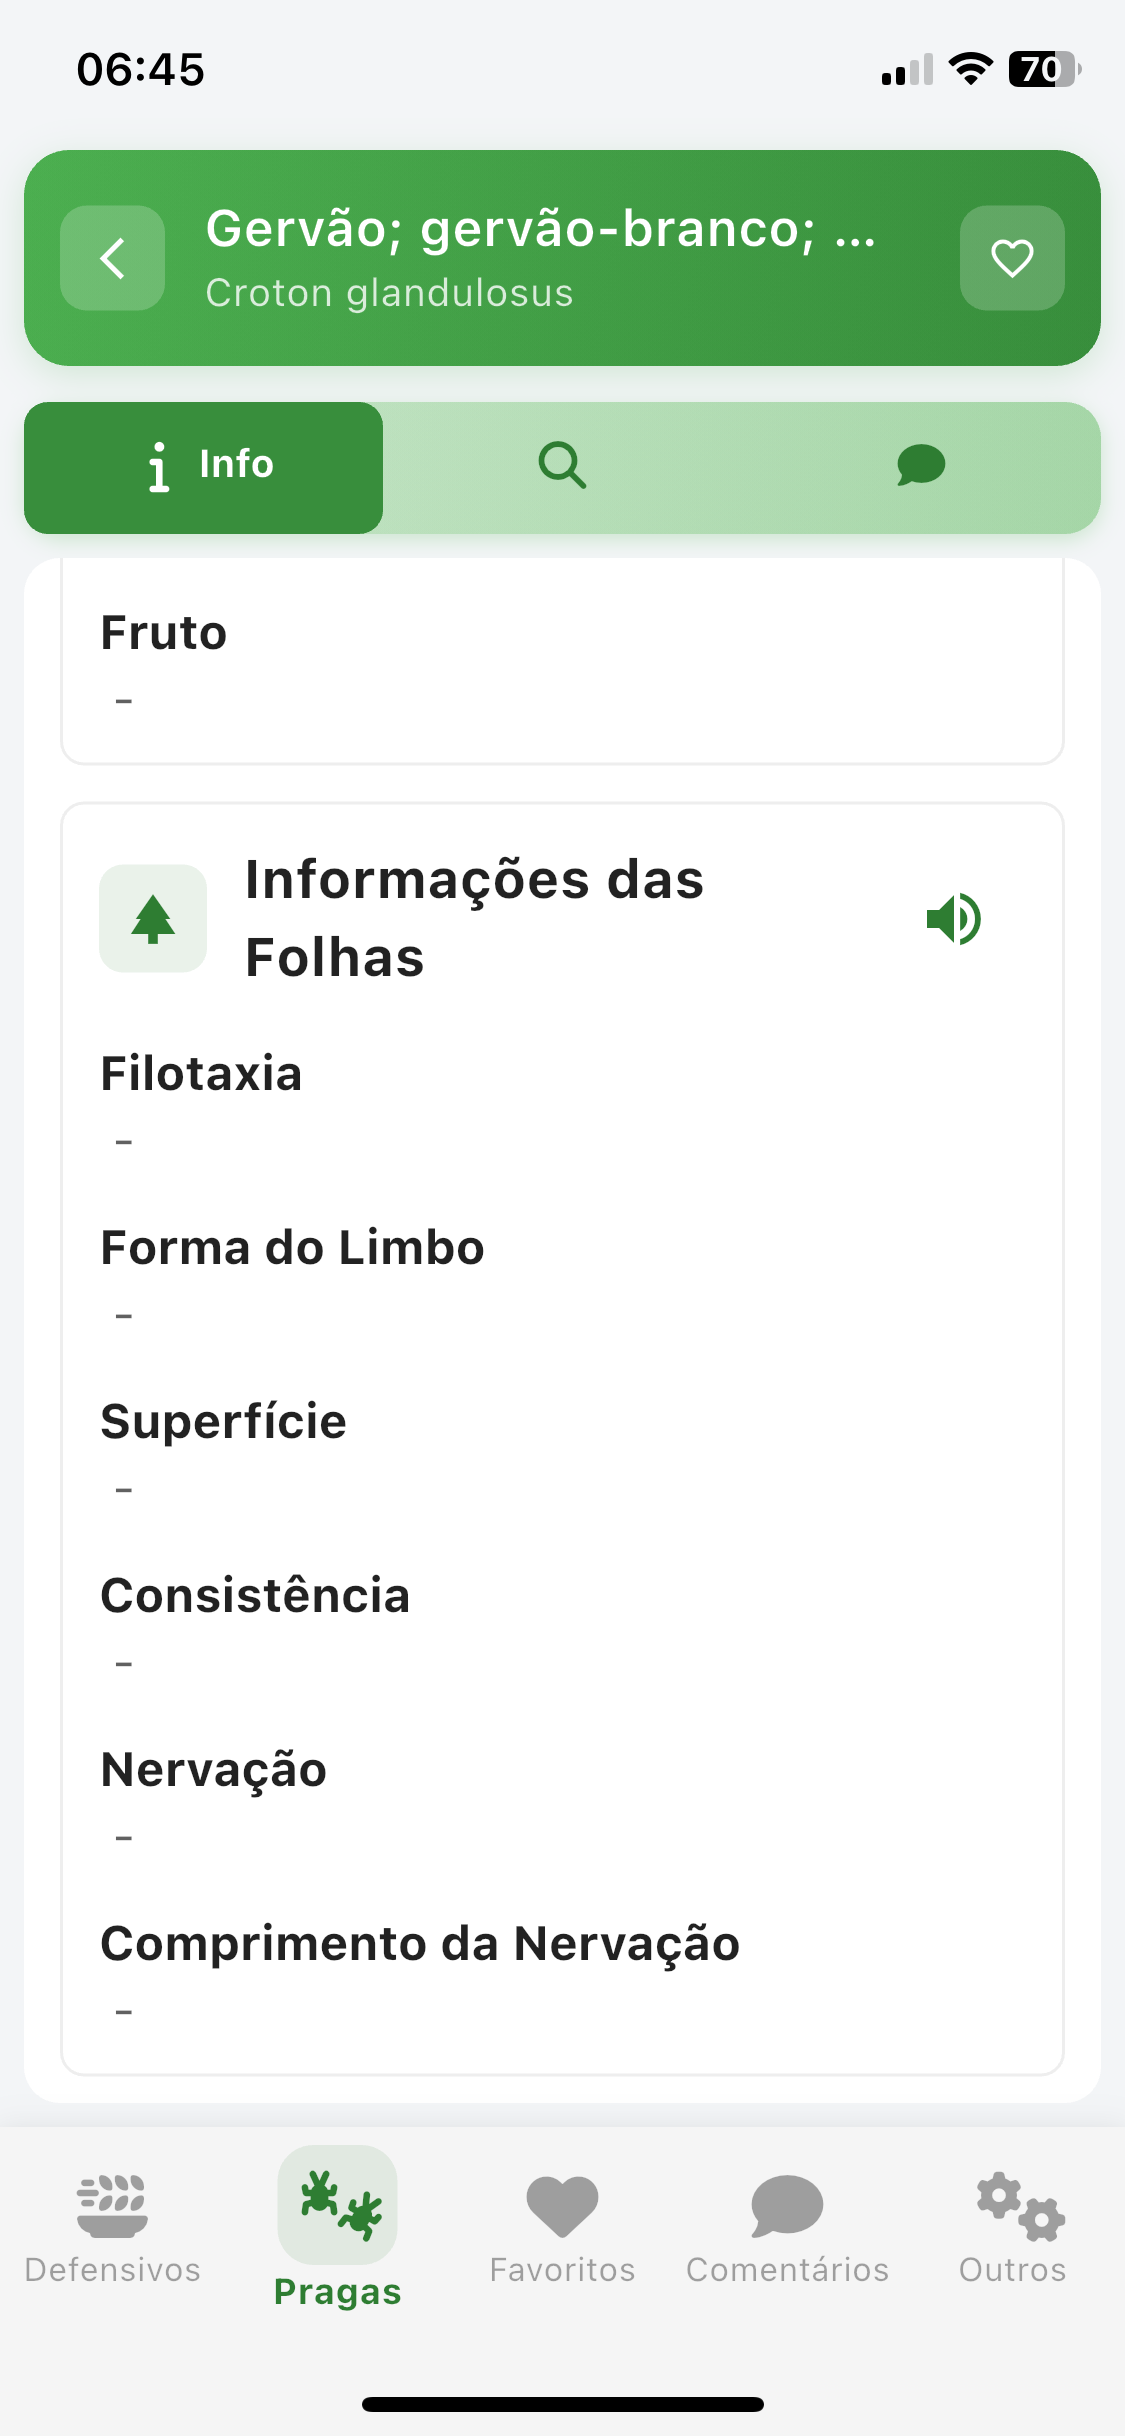 06:45
70
Gervão; gervão-branco; ...
Croton glandulosus
Info
Fruto
-
Informações das
Folhas
Filotaxia
-
Forma do Limbo
-
Superfície
-
Consistência
-
Nervação
-
Comprimento da Nervação
-
Defensivos
Pragas
Favoritos
Comentários
Outros